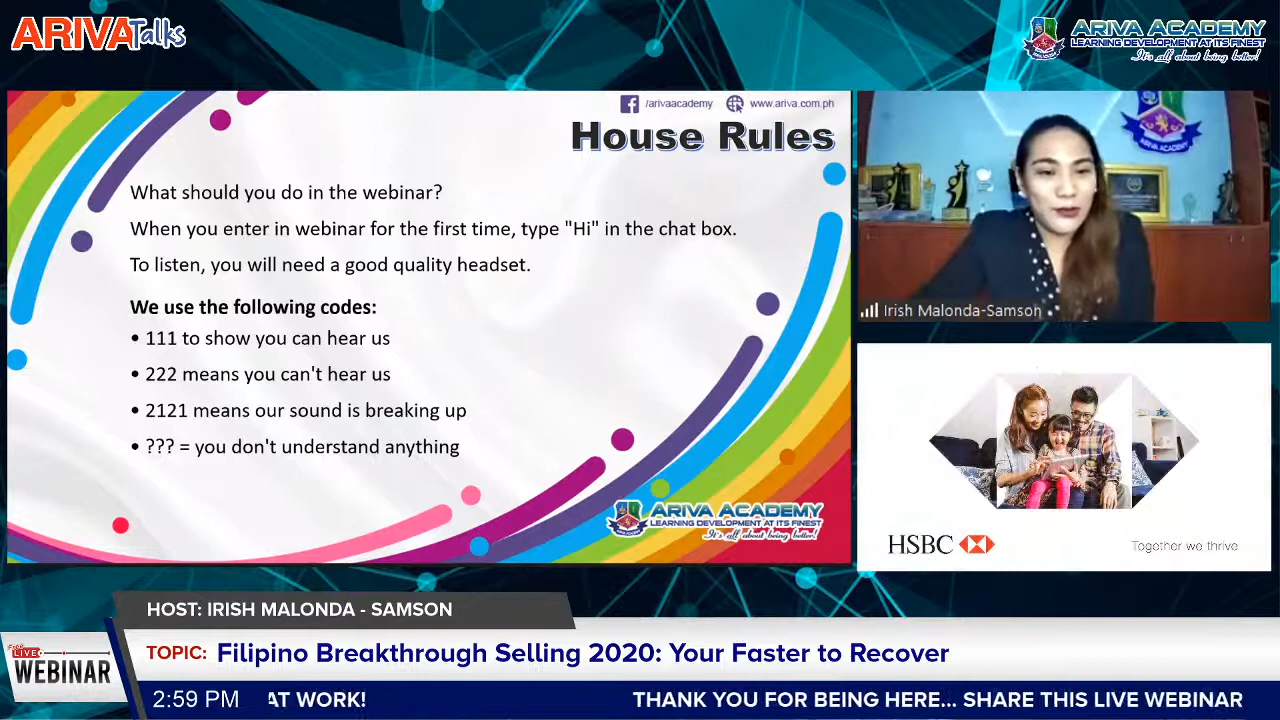 ARIVATalks
ARIVA ACADEMY
LEARNING DEVELOPMENT AT ITS FINEST
It's all about being better!
/arivaacademy www.ariva.com.ph
House Rules
What should you do in the webinar?
When you enter in webinar for the first time, type "Hi" in the chat box.
To listen, you will need a good quality headset.
We use the following codes:
• 111 to show you can hear us
• 222 means you can't hear us
• 2121 means our sound is breaking up
• ??? = you don't understand anything
ARIVA ACADEMY
LEARNING DEVELOPMENT AT ITS FINEST
It's all about being better!
ARIVA ACADEMY
Irish Malonda-Samson
HSBC
Together we thrive
HOST: IRISH MALONDA - SAMSON
Free LIVE
WEBINAR
TOPIC: Filipino Breakthrough Selling 2020: Your Faster to Recover
2:59 PM AT WORK! THANK YOU FOR BEING HERE... SHARE THIS LIVE WEBINAR